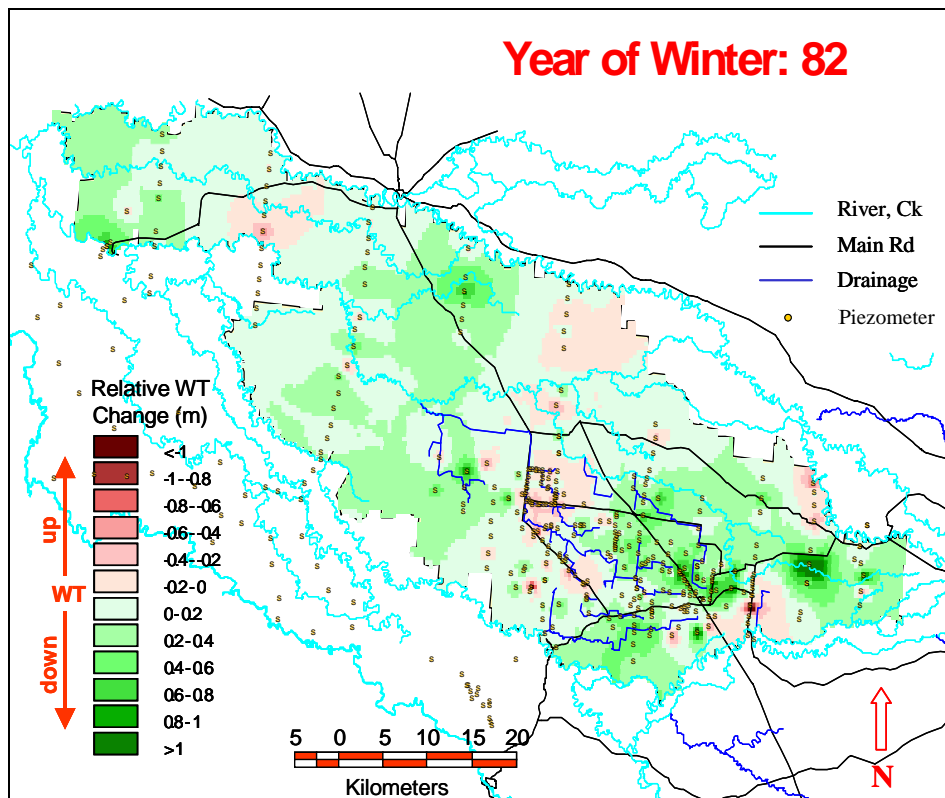 Year of Winter: 82
River, Ck
Main Rd
Drainage
Piezometer
Relative WT
Change (m)
<-1
-1--0.8
-0.8--0.6
-0.6--0.4
-0.4--0.2
-0.2-0
0-0.2
0.2-0.4
0.4-0.6
0.6-0.8
0.8-1
>1
up
WT
down
5 0 5 10 15 20
Kilometers
N